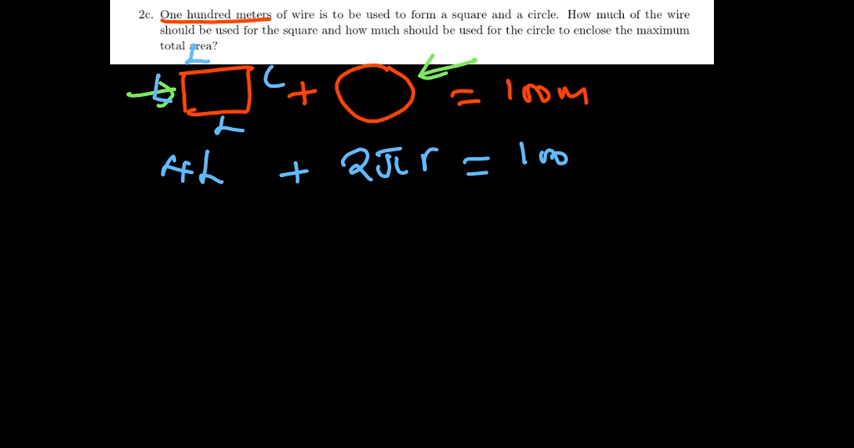 2c. One hundred meters of wire is to be used to form a square and a circle. How much of the wire
should be used for the square and how much should be used for the circle to enclose the maximum
total area?
L
L L + = 100m
L
4L + 2πr = 100